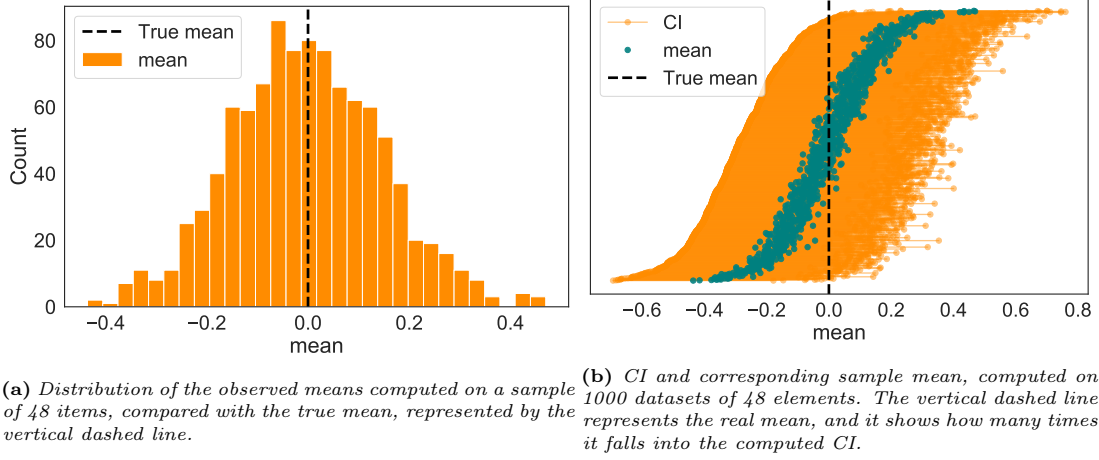 80
60
40
20
0
Count
True mean
mean
−0.4
−0.2
0.0
0.2
0.4
mean
CI
mean
True mean
−0.6
−0.4
−0.2
0.0
0.2
0.4
0.6
0.8
mean
(a) Distribution of the observed means computed on a sample
of 48 items, compared with the true mean, represented by the
vertical dashed line.
(b) CI and corresponding sample mean, computed on
1000 datasets of 48 elements. The vertical dashed line
represents the real mean, and it shows how many times
it falls into the computed CI.